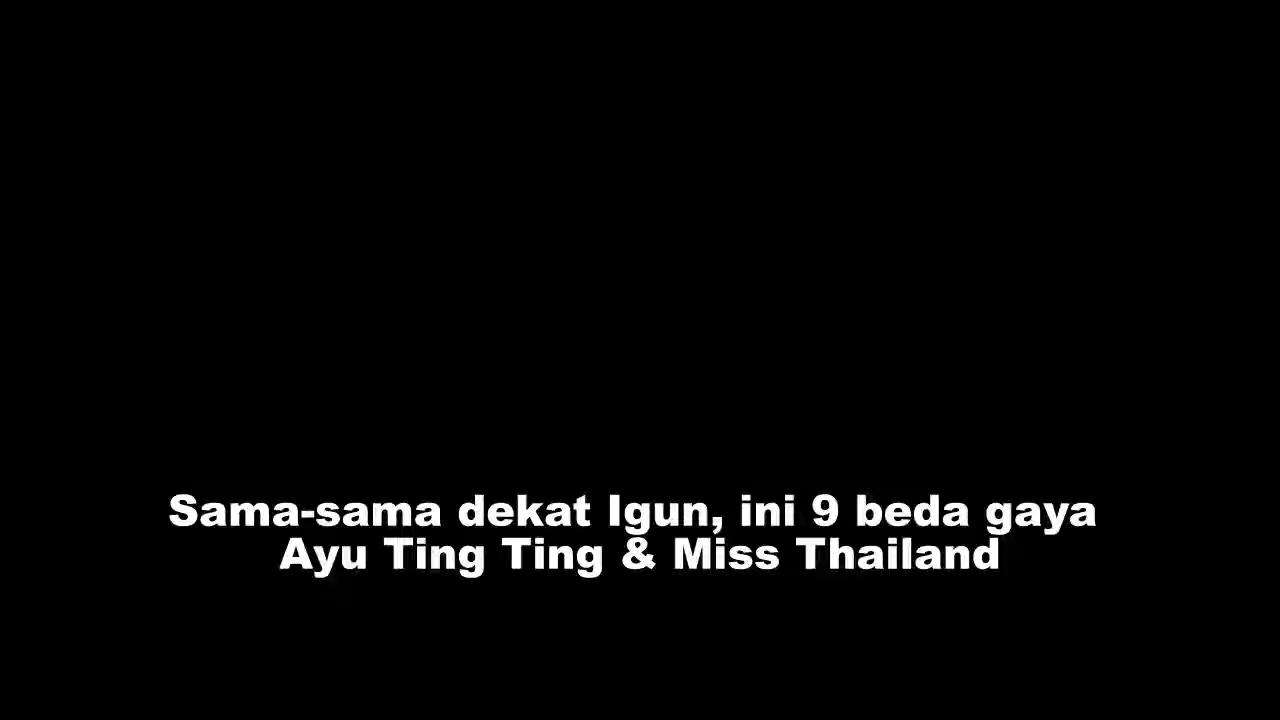 Sama-sama dekat Igun, ini 9 beda gaya
Ayu Ting Ting & Miss Thailand